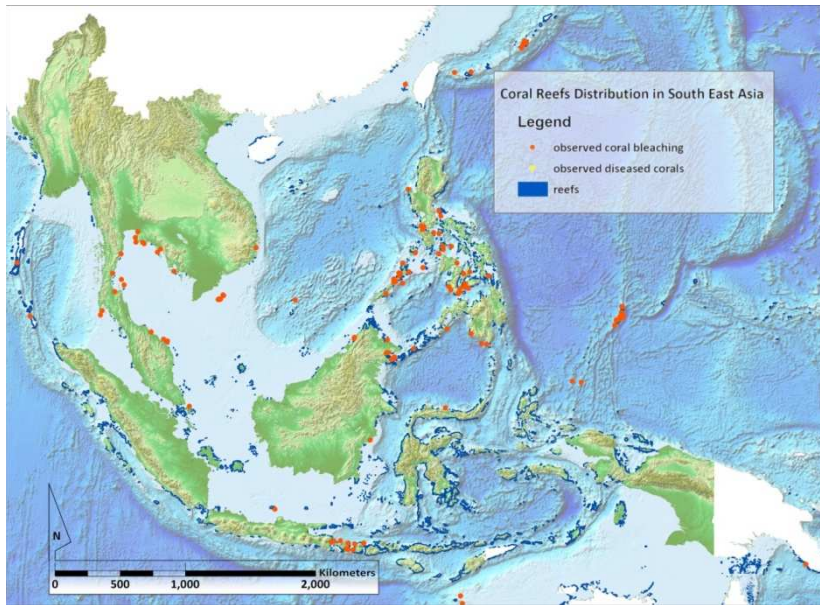 Coral Reefs Distribution in South East Asia
Legend
observed coral bleaching
observed diseased corals
reefs
N
Kilometers
0 500 1,000 2,000